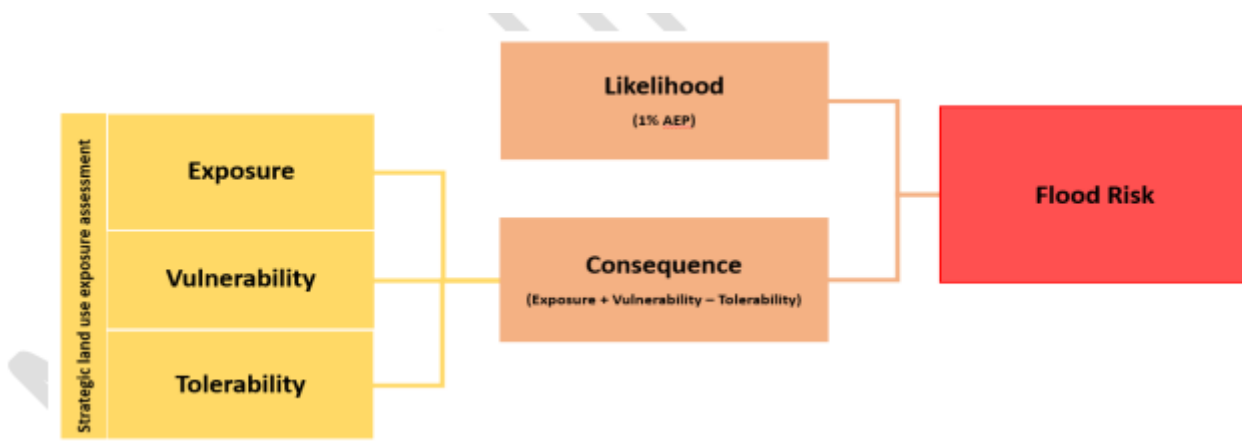 Strategic land use exposure assessment
Exposure
Vulnerability
Tolerability
Likelihood
(1% AEP)
Consequence
(Exposure + Vulnerability – Tolerability)
Flood Risk